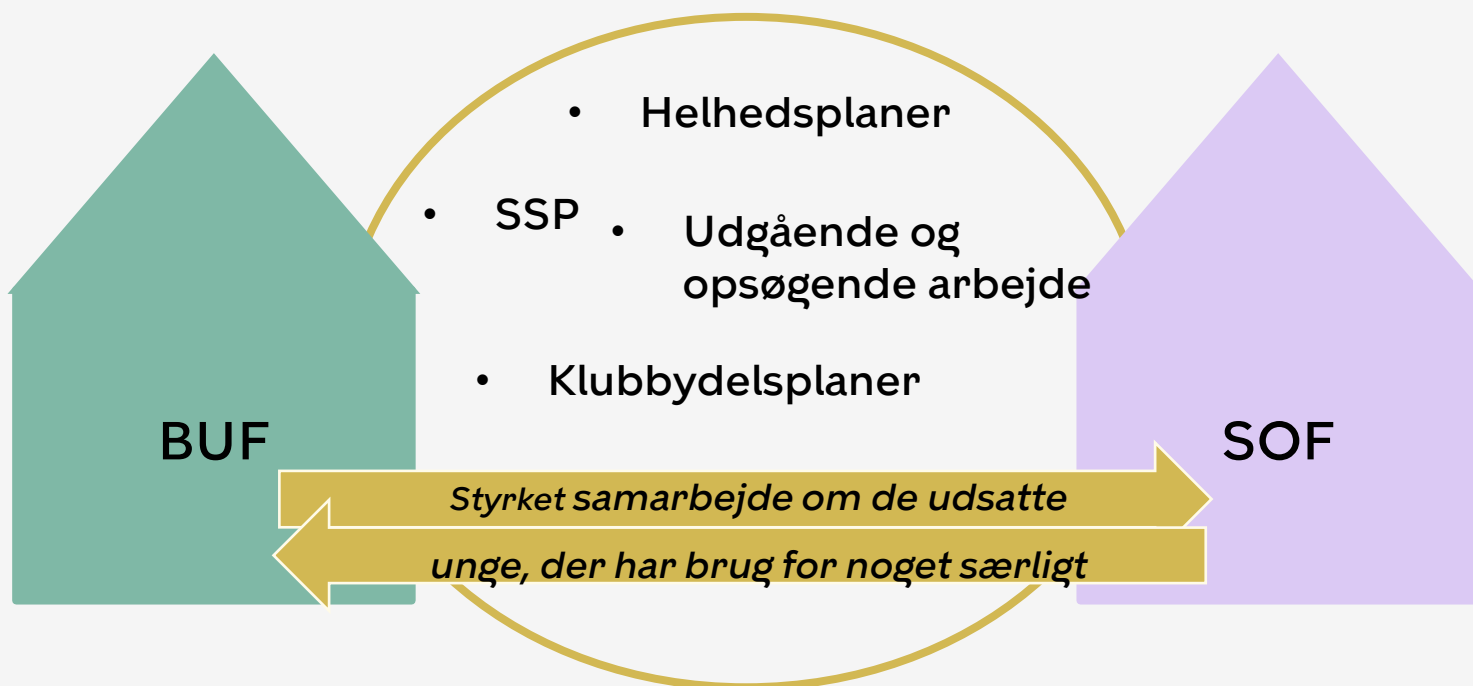 • Helhedsplaner
• SSP
• Udgående og
opsøgende arbejde
• Klubbydelsplaner
BUF
SOF
Styrket samarbejde om de udsatte
unge, der har brug for noget særligt